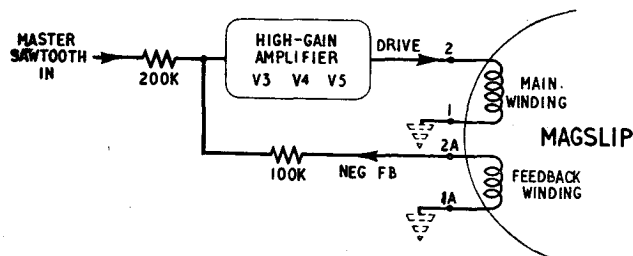 MASTER
SAWTOOTH
IN
200K
HIGH-GAIN
AMPLIFIER
V3 V4 V5
DRIVE
2
MAIN.
WINDING
1
MAGSLIP
2A
100K
NEG FB
FEEDBACK
WINDING
1A